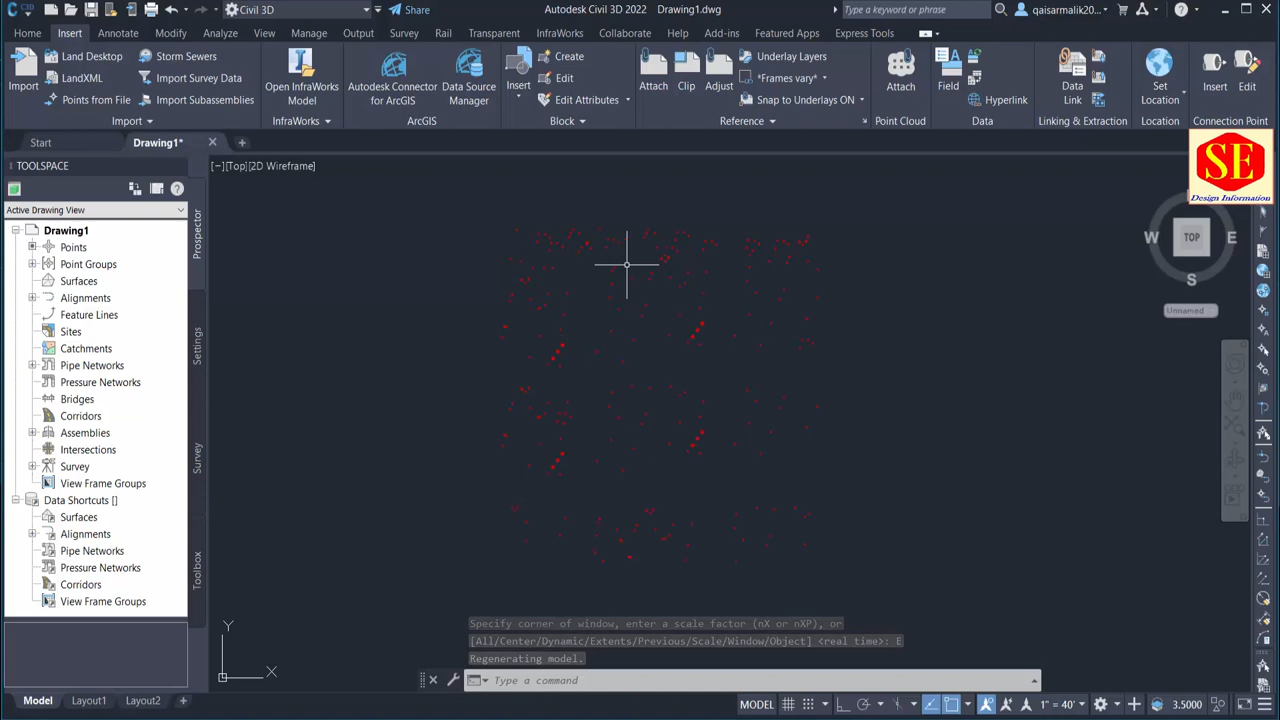 Civil 3D
Share
Autodesk Civil 3D 2022 Drawing1.dwg
Type a keyword or phrase
qaisarmalik20...
Home Insert Annotate Modify Analyze View Manage Output Survey Rail Transparent InfraWorks Collaborate Help Add-ins Featured Apps Express Tools
Import
Land Desktop
LandXML
Points from File
Storm Sewers
Import Survey Data
Import Subassemblies
Import
Open InfraWorks
Model
InfraWorks
Autodesk Connector
for ArcGIS
Data Source
Manager
ArcGIS
Insert
Create
Edit
Edit Attributes
Block
Attach
Clip
Adjust
Underlay Layers
*Frames vary*
Snap to Underlays ON
Reference
Attach
Point Cloud
Field
Hyperlink
Data
Data
Link
Linking & Extraction
Set
Location
Location
Insert
Edit
Connection Point
Start
Drawing1*
SE
Design Information
TOOLSPACE
Active Drawing View
Drawing1
Points
Point Groups
Surfaces
Alignments
Feature Lines
Sites
Catchments
Pipe Networks
Pressure Networks
Bridges
Corridors
Assemblies
Intersections
Survey
View Frame Groups
Data Shortcuts []
Surfaces
Alignments
Pipe Networks
Pressure Networks
Corridors
View Frame Groups
Prospector
Settings
Survey
Toolbox
[−][Top][2D Wireframe]
W
TOP
E
S
Unnamed
Y
X
Specify corner of window, enter a scale factor (nX or nXP), or
[All/Center/Dynamic/Extents/Previous/Scale/Window/Object] <real time>: E
Regenerating model.
Type a command
Model Layout1 Layout2
MODEL
1" = 40'
3.5000